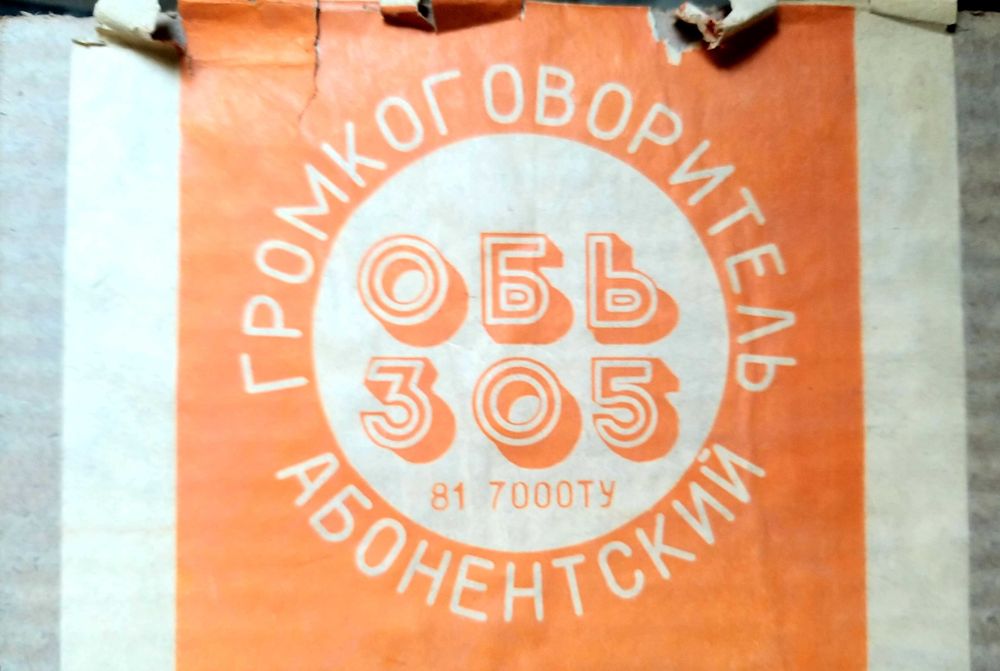 ГРОМКОГОВОРИТЕЛЬ
ОБЬ
305
81 7000ТУ
АБОНЕНТСКИЙ